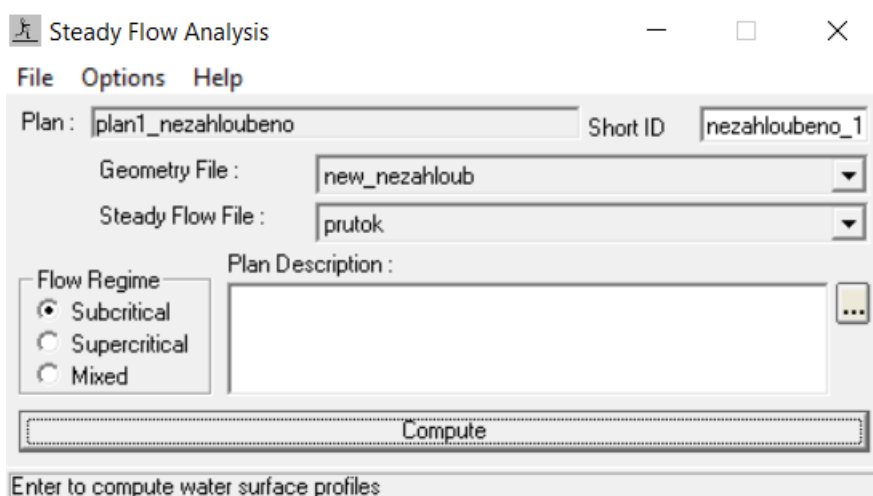 Steady Flow Analysis
File Options Help
Plan : plan1_nezahloubeno Short ID nezahloubeno_1
Geometry File : new_nezahloub
Steady Flow File : prutok
Plan Description :
Flow Regime
Subcritical
Supercritical
Mixed
...
Compute
Enter to compute water surface profiles